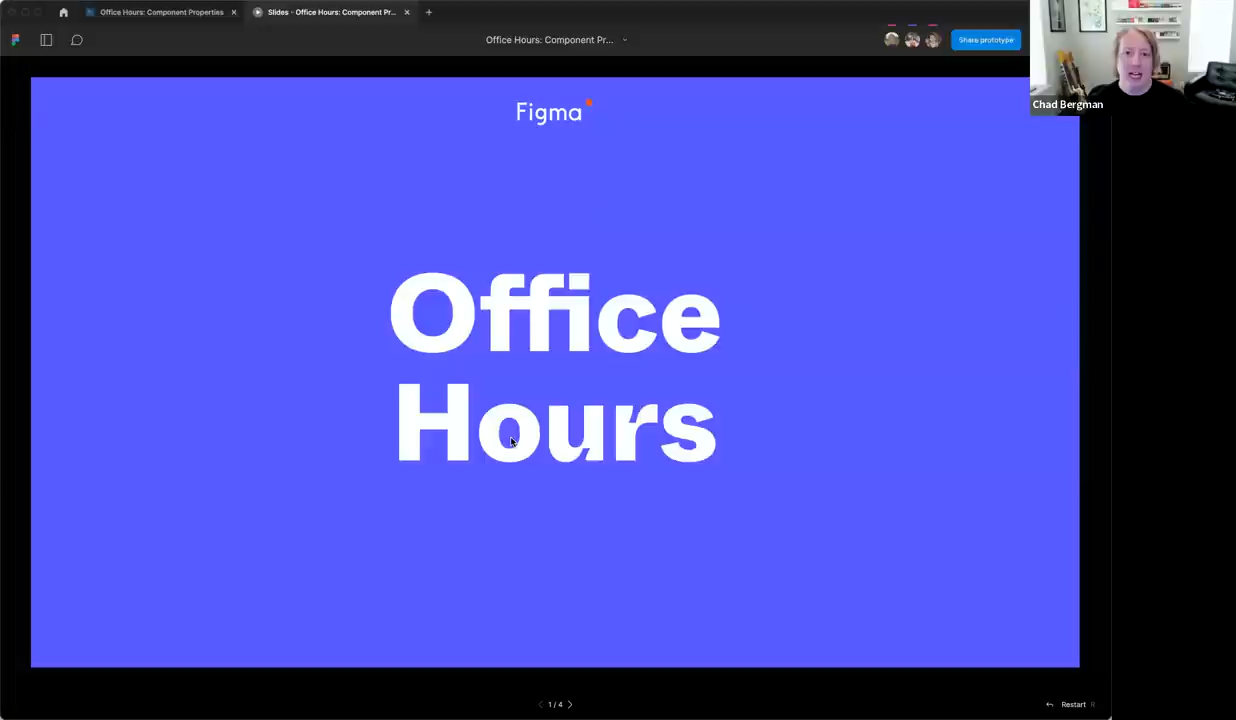 Office Hours: Component Properties
Slides - Office Hours: Component Pr...
Office Hours: Component Pr...
Share prototype
Chad Bergman
Figma
Office
Hours
1 / 4
Restart R